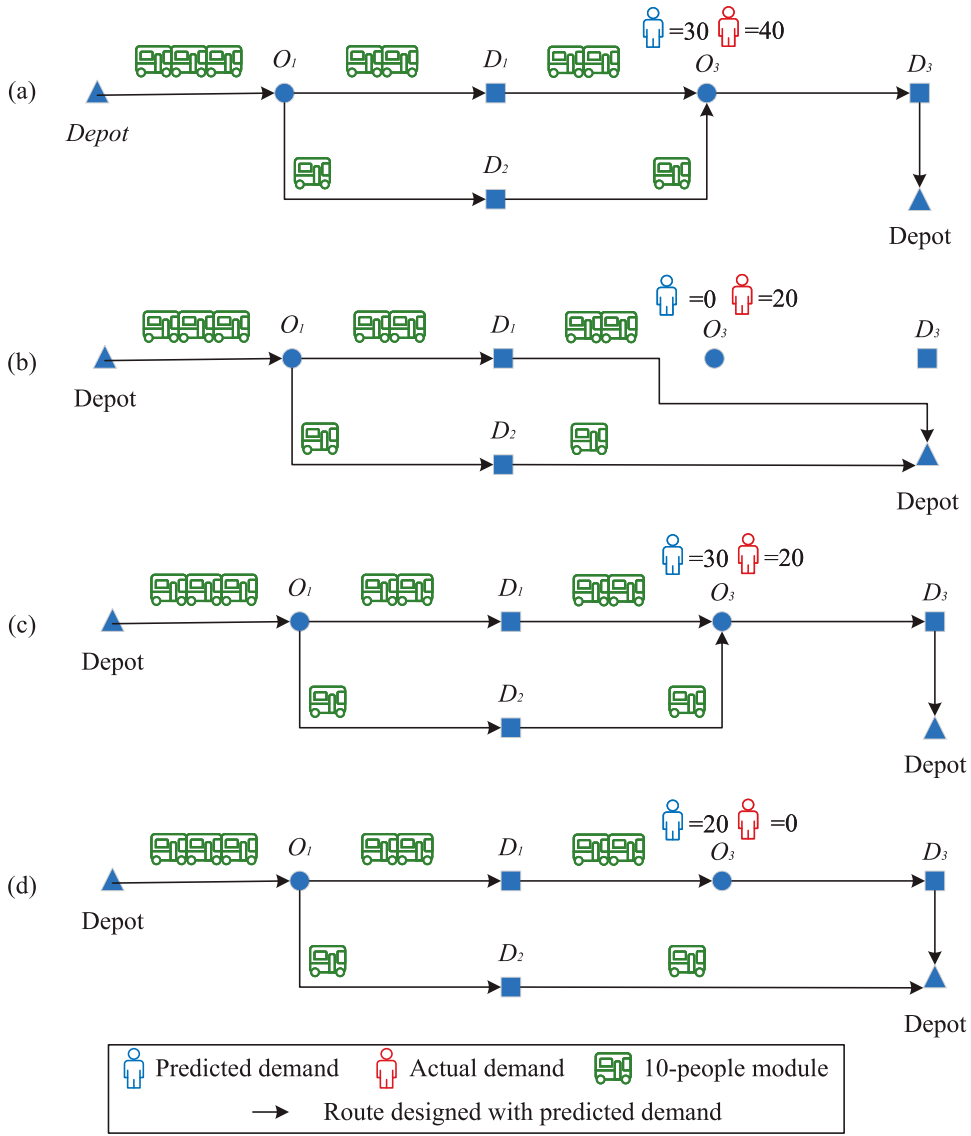 =30 =40
O1 D1 O3 D3
(a)
Depot
D2
Depot
=0 =20
O1 D1 O3 D3
(b)
Depot
D2
Depot
=30 =20
O1 D1 O3 D3
(c)
Depot
D2
Depot
=20 =0
O1 D1 O3 D3
(d)
Depot
D2
Depot
Predicted demand Actual demand 10-people module
Route designed with predicted demand